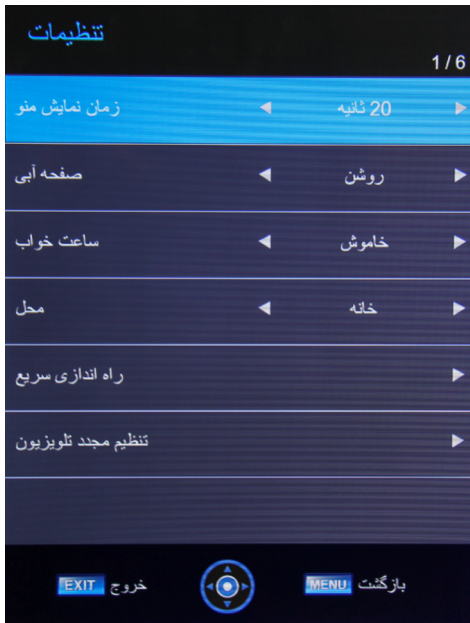 تنظیمات
1/6
زمان نمایش منو 20 ثانیه
صفحه آبی روشن
ساعت خواب خاموش
محل خانه
راه اندازی سریع
تنظیم مجدد تلویزیون
خروج EXIT بازگشت MENU